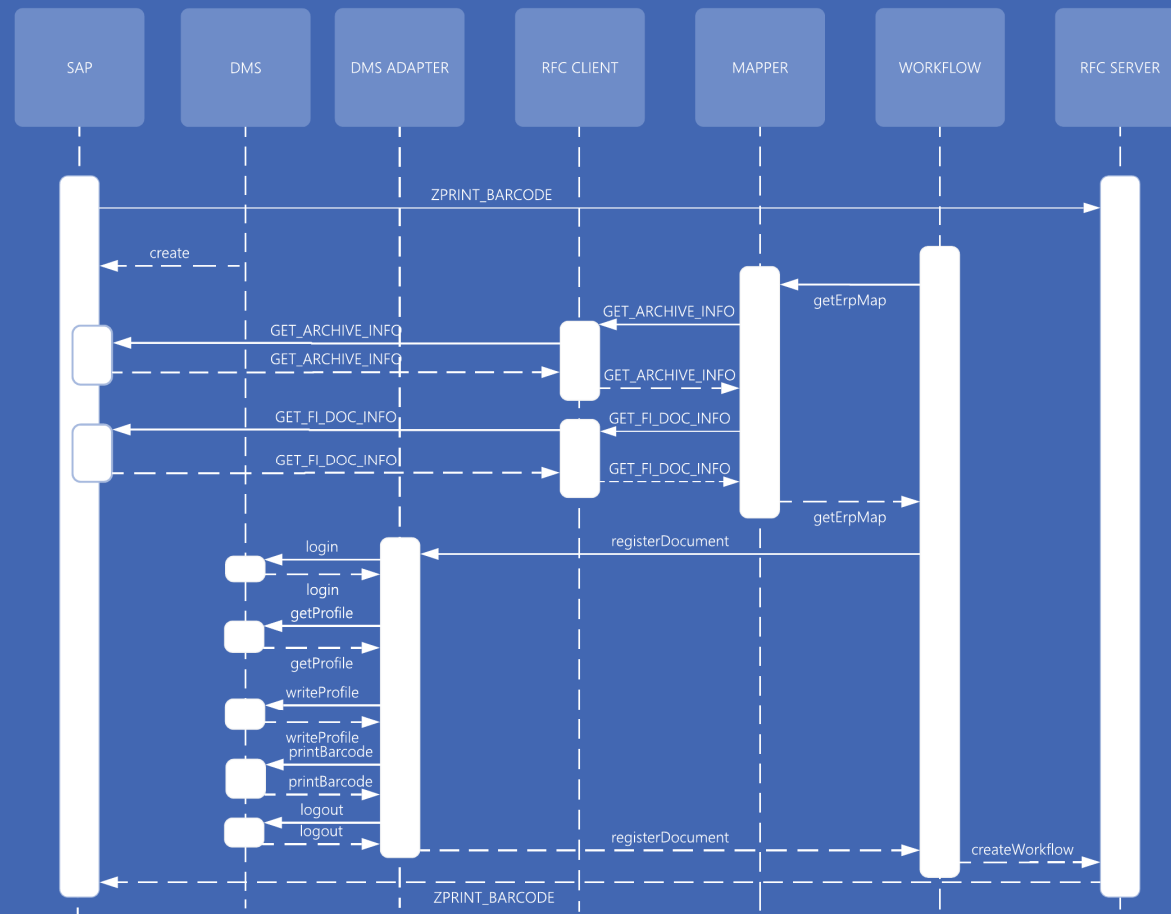 SAP
DMS
DMS ADAPTER
RFC CLIENT
MAPPER
WORKFLOW
RFC SERVER
ZPRINT_BARCODE
create
getErpMap
GET_ARCHIVE_INFO
GET_ARCHIVE_INFO
GET_ARCHIVE_INFO
GET_ARCHIVE_INFO
GET_FI_DOC_INFO
GET_FI_DOC_INFO
GET_FI_DOC_INFO
GET_FI_DOC_INFO
getErpMap
registerDocument
login
login
getProfile
getProfile
writeProfile
writeProfile
printBarcode
printBarcode
logout
logout
registerDocument
createWorkflow
ZPRINT_BARCODE